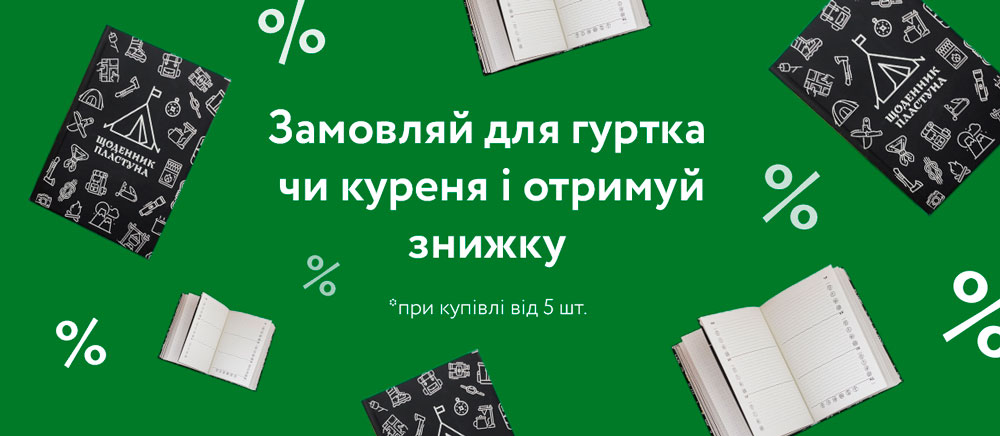 Замовляй для гуртка
чи куреня і отримуй
знижку
*при купівлі від 5 шт.
ЩОДЕННИК
ПЛАСТУНА
ЩОДЕННИК
ПЛАСТУНА
%
%
%
%
%